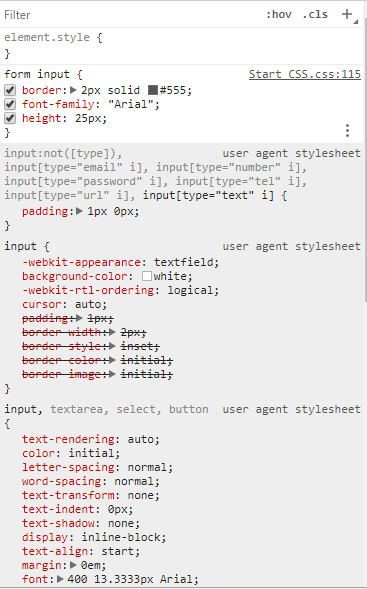 Filter :hov .cls +
element.style {
}
form input { Start CSS.css:115
border: 2px solid #555;
font-family: "Arial";
height: 25px;
}
input:not([type]), user agent stylesheet
input[type="email" i], input[type="number" i],
input[type="password" i], input[type="tel" i],
input[type="url" i], input[type="text" i] {
padding: 1px 0px;
}
input { user agent stylesheet
-webkit-appearance: textfield;
background-color: white;
-webkit-rtl-ordering: logical;
cursor: auto;
padding: 1px;
border-width: 2px;
border-style: inset;
border-color: initial;
border-image: initial;
}
input, textarea, select, button user agent stylesheet
{
text-rendering: auto;
color: initial;
letter-spacing: normal;
word-spacing: normal;
text-transform: none;
text-indent: 0px;
text-shadow: none;
display: inline-block;
text-align: start;
margin: 0em;
font: 400 13.3333px Arial;